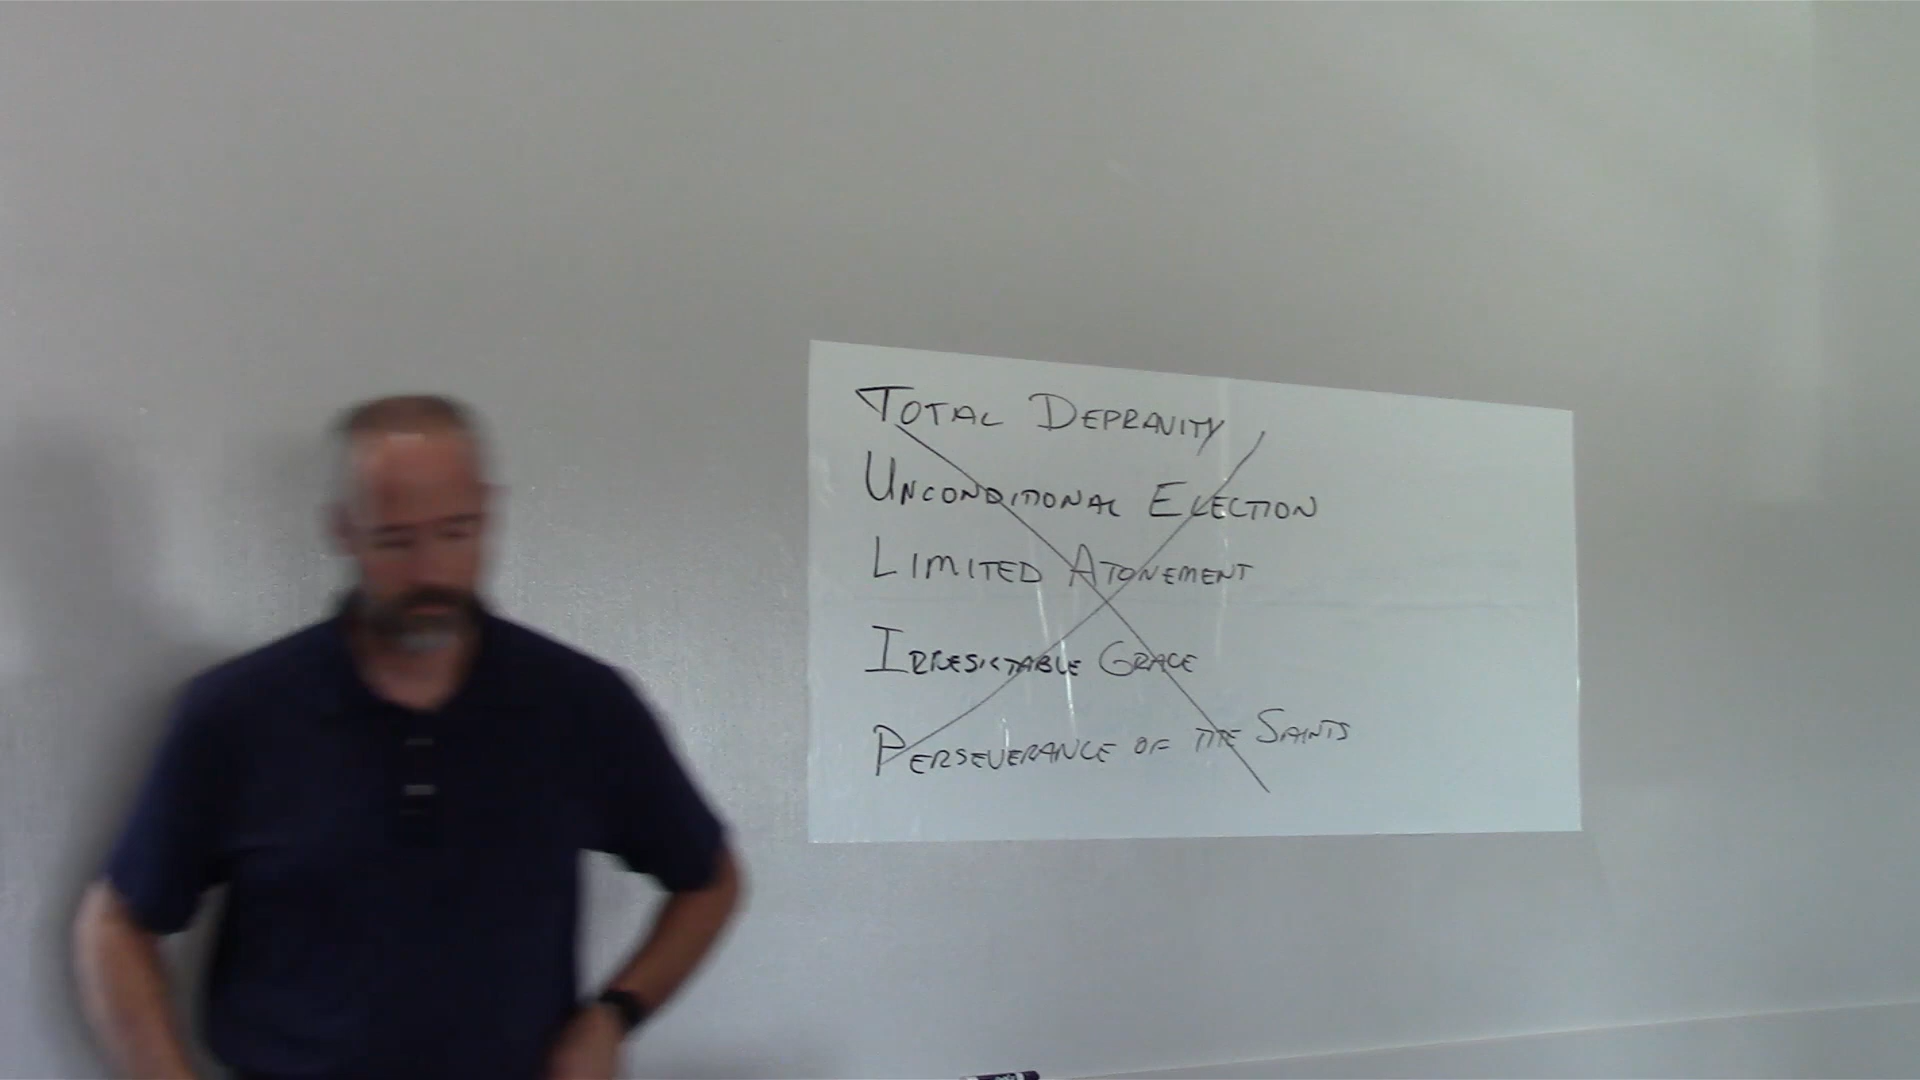 TOTAL DEPRAVITY
UNCONDITIONAL ELECTION
LIMITED ATONEMENT
IRRESISTABLE GRACE
PERSEVERANCE OF THE SAINTS